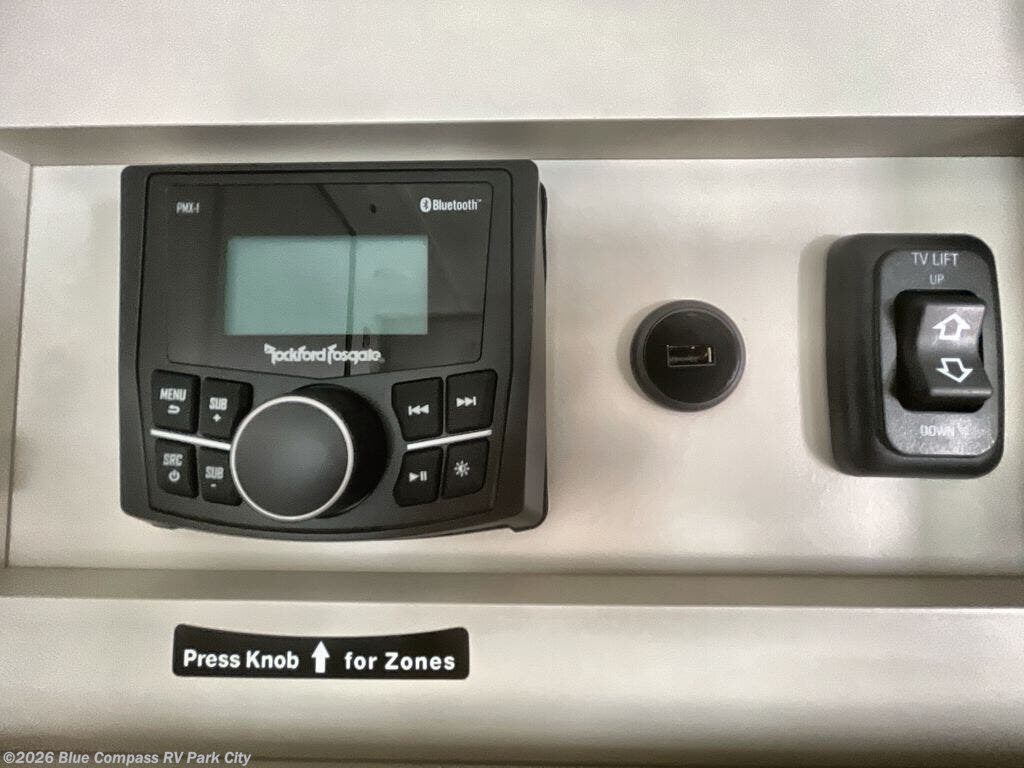 PMX-1
Bluetooth™
Rockford Fosgate
MENU
SUB
+
SRC
SUB
-
TV LIFT
UP
DOWN
Press Knob ↑ for Zones
©2026 Blue Compass RV Park City